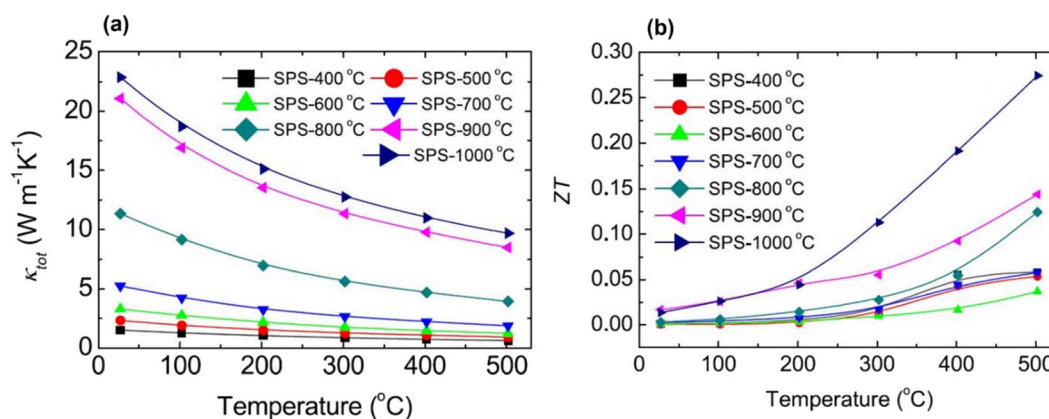 (a)
25
20
15
10
5
0
κtot (W m-1K-1)
SPS-400 °C SPS-500 °C
SPS-600 °C SPS-700 °C
SPS-800 °C SPS-900 °C
SPS-1000 °C
0 100 200 300 400 500
Temperature (°C)
(b)
0.30
0.25
0.20
0.15
0.10
0.05
0.00
ZT
SPS-400 °C
SPS-500 °C
SPS-600 °C
SPS-700 °C
SPS-800 °C
SPS-900 °C
SPS-1000 °C
0 100 200 300 400 500
Temperature (°C)